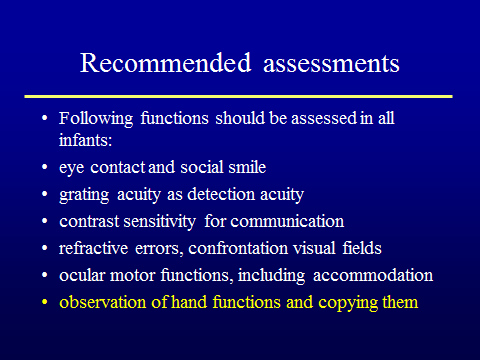 Recommended assessments
• Following functions should be assessed in all
infants:
• eye contact and social smile
• grating acuity as detection acuity
• contrast sensitivity for communication
• refractive errors, confrontation visual fields
• ocular motor functions, including accommodation
• observation of hand functions and copying them